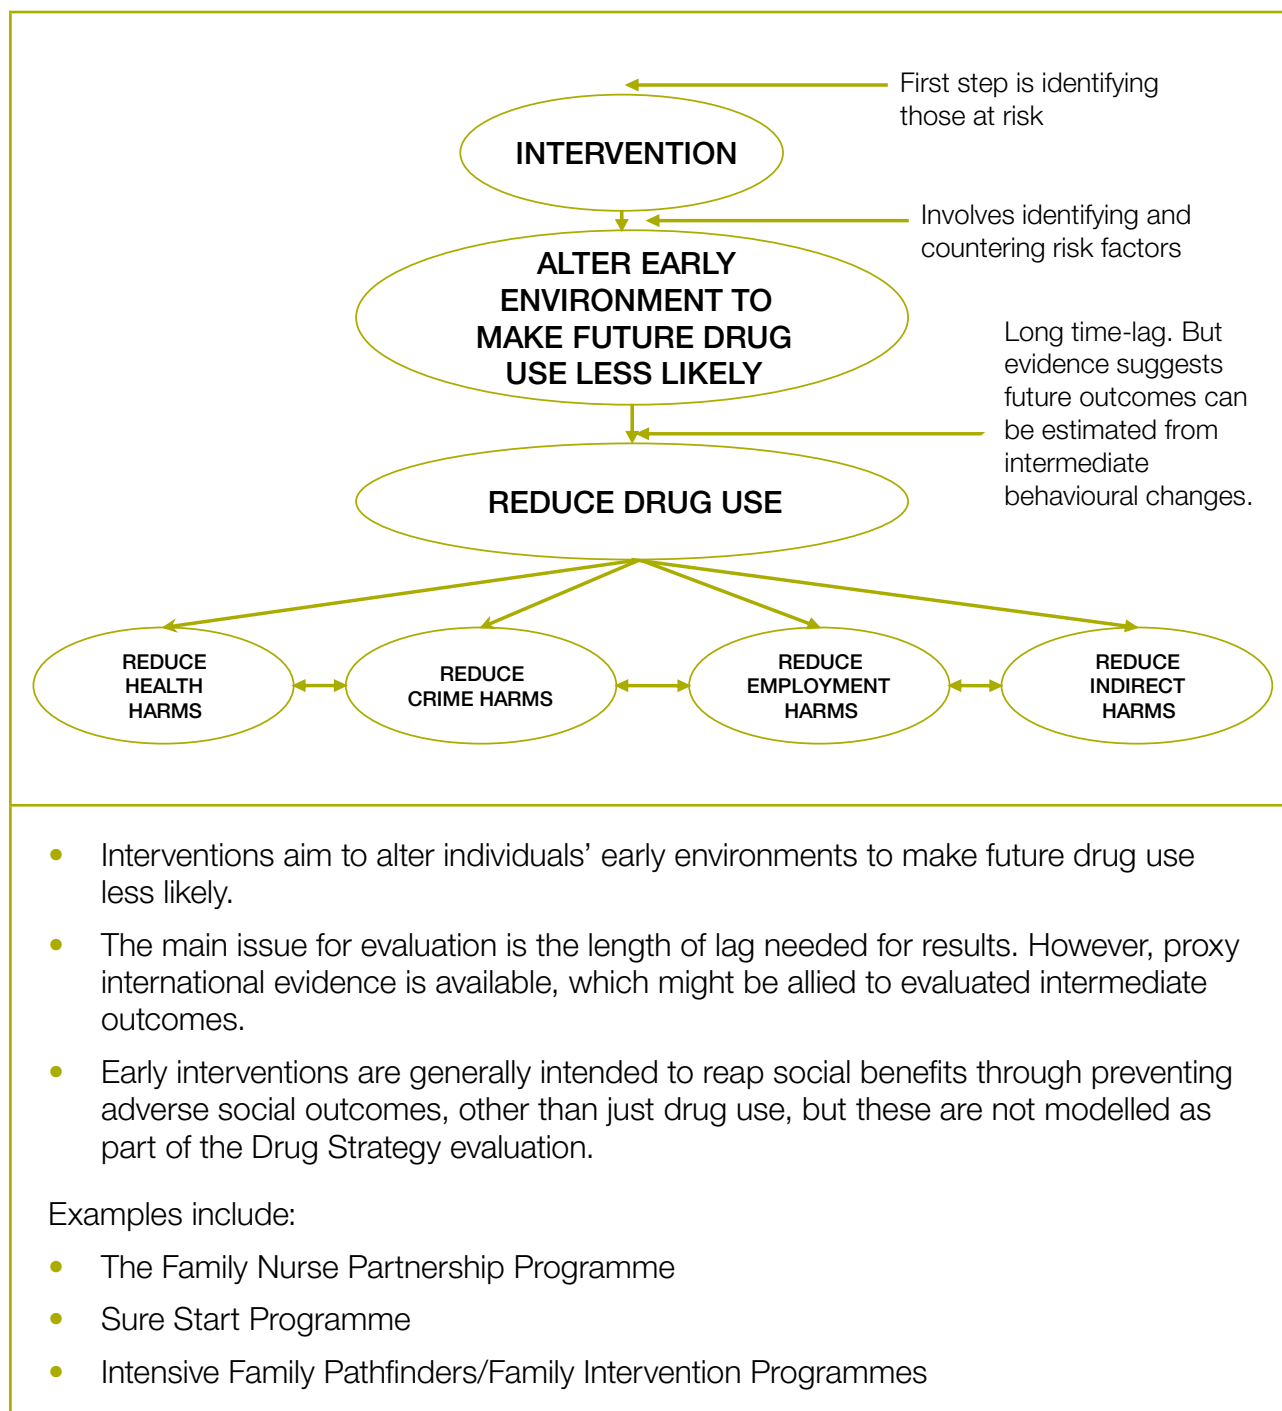 First step is identifying
those at risk
INTERVENTION
Involves identifying and
countering risk factors
ALTER EARLY
ENVIRONMENT TO
MAKE FUTURE DRUG
USE LESS LIKELY
Long time-lag. But
evidence suggests
future outcomes can
be estimated from
intermediate
behavioural changes.
REDUCE DRUG USE
REDUCE
HEALTH
HARMS
REDUCE
CRIME HARMS
REDUCE
EMPLOYMENT
HARMS
REDUCE
INDIRECT
HARMS
• Interventions aim to alter individuals’ early environments to make future drug use
less likely.
• The main issue for evaluation is the length of lag needed for results. However, proxy
international evidence is available, which might be allied to evaluated intermediate
outcomes.
• Early interventions are generally intended to reap social benefits through preventing
adverse social outcomes, other than just drug use, but these are not modelled as
part of the Drug Strategy evaluation.
Examples include:
• The Family Nurse Partnership Programme
• Sure Start Programme
• Intensive Family Pathfinders/Family Intervention Programmes